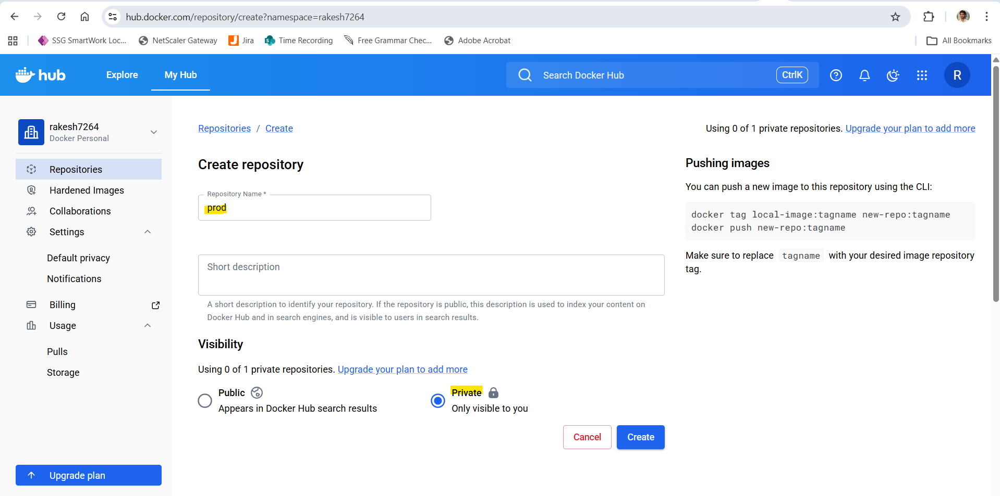 hub.docker.com/repository/create?namespace=rakesh7264
SSG SmartWork Loc...
NetScaler Gateway
Jira
Time Recording
Free Grammar Chec...
Adobe Acrobat
All Bookmarks
hub
Explore
My Hub
Search Docker Hub
CtrlK
R
rakesh7264
Docker Personal
Repositories
Hardened Images
Collaborations
Settings
Default privacy
Notifications
Billing
Usage
Pulls
Storage
Upgrade plan
Repositories / Create
Using 0 of 1 private repositories. Upgrade your plan to add more
Create repository
Repository Name *
prod
Short description
A short description to identify your repository. If the repository is public, this description is used to index your content on
Docker Hub and in search engines, and is visible to users in search results.
Visibility
Using 0 of 1 private repositories. Upgrade your plan to add more
Public
Appears in Docker Hub search results
Private
Only visible to you
Cancel
Create
Pushing images
You can push a new image to this repository using the CLI:
docker tag local-image:tagname new-repo:tagname
docker push new-repo:tagname
Make sure to replace tagname with your desired image repository
tag.